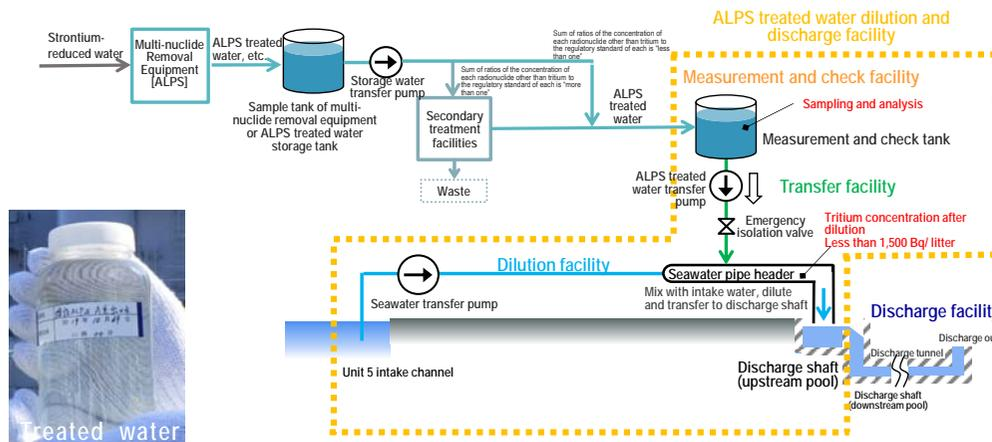 ALPS treated water dilution and
discharge facility
Strontium-
reduced water
Multi-nuclide
Removal
Equipment
[ALPS]
ALPS treated
water, etc.
Storage water
transfer pump
Sample tank of multi-
nuclide removal equipment
or ALPS treated water
storage tank
Sum of ratios of the concentration of
each radionuclide other than tritium to
the regulatory standard of each is "less
than one"
Sum of ratios of the concentration of
each radionuclide other than tritium to
the regulatory standard of each is "more
than one"
Secondary
treatment
facilities
Waste
ALPS
treated
water
Measurement and check facility
Sampling and analysis
Measurement and check tank
ALPS treated
water transfer
pump
Transfer facility
Emergency
isolation valve
Tritium concentration after
dilution
Less than 1,500 Bq/ litter
Dilution facility
Seawater pipe header
Seawater transfer pump
Mix with intake water, dilute
and transfer to discharge shaft
Unit 5 intake channel
Discharge shaft
(upstream pool)
Discharge facilit
Discharge ou
Discharge tunnel
Discharge shaft
(downstream pool)
Treated water